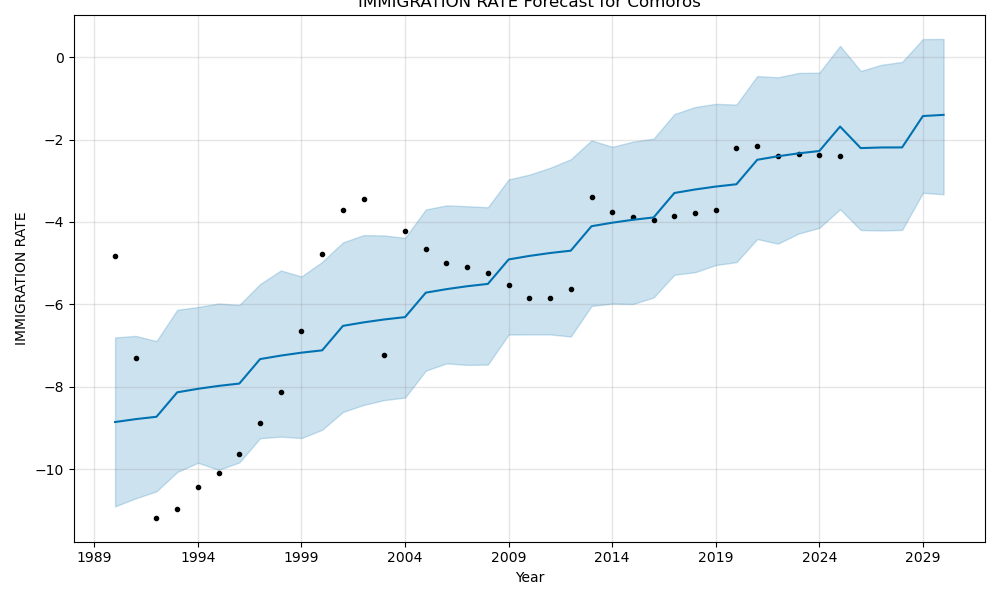 IMMIGRATION RATE Forecast for Comoros
0
−2
−4
−6
−8
−10
IMMIGRATION RATE
1989 1994 1999 2004 2009 2014 2019 2024 2029
Year